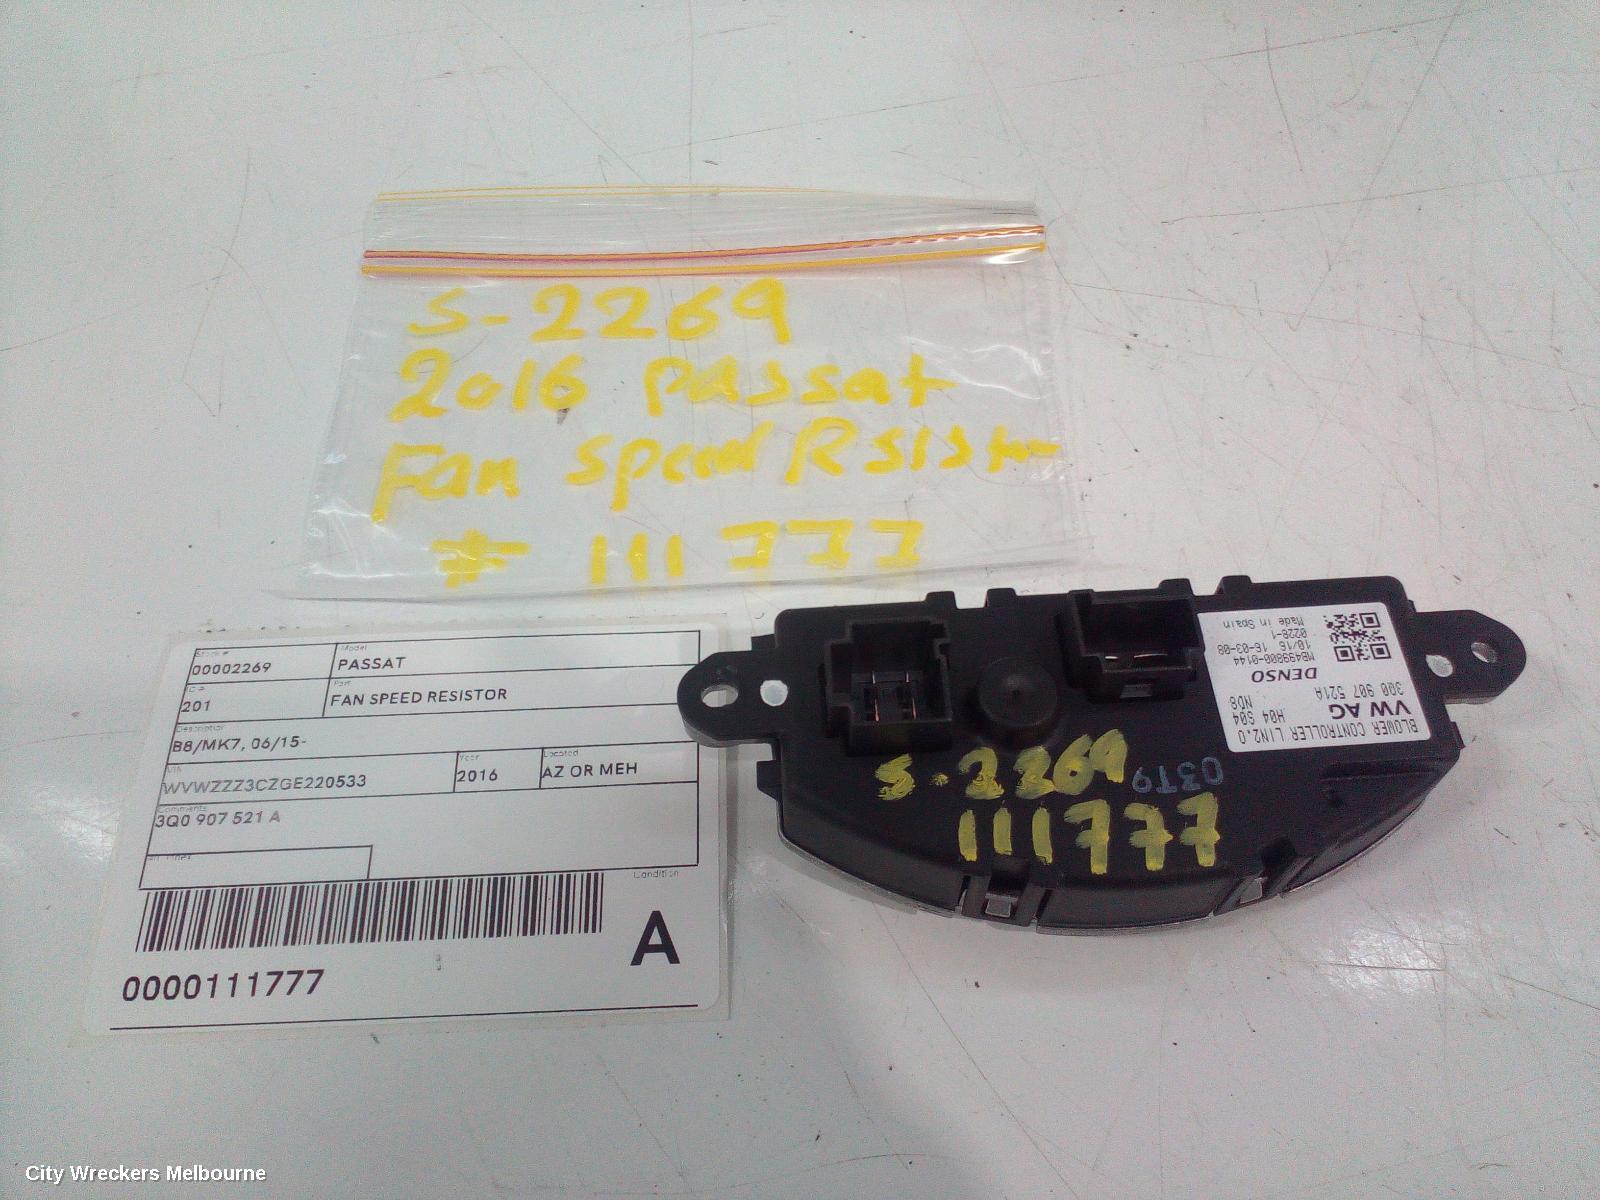 S-2269
2016 Passat
Fan speed Rsistor
# 111777
Stock #
00002269
Model
PASSAT
201
Part
FAN SPEED RESISTOR
Description
B8/MK7, 06/15-
VIN
WVWZZZ3CZGE220533
Year
2016
Located
AZ OR MEH
Comments
3Q0 907 521 A
Condition
A
0000111777
BLOWER CONTROLLER LIN2.0
VW AG H04 S04
3Q0 907 521A ND8
DENSO
MB499800-0144
10/16 16-03-08
0228-1
Made in Spain
S-2269
111777
03T9
City Wreckers Melbourne